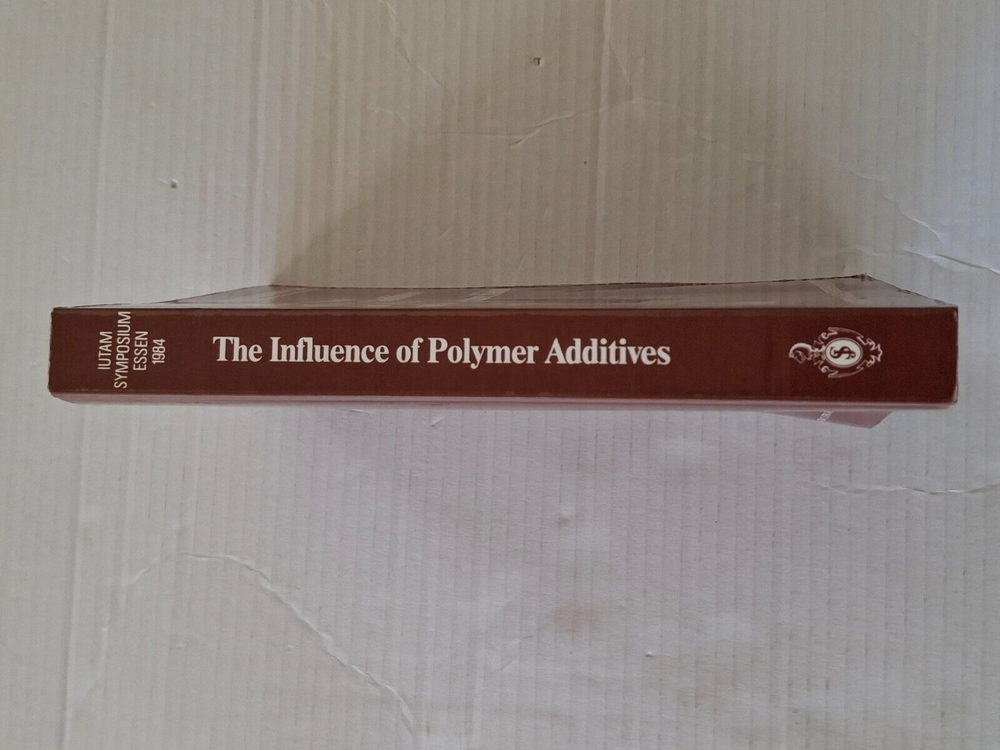 IUTAM
SYMPOSIUM
ESSEN
1984
The Influence of Polymer Additives